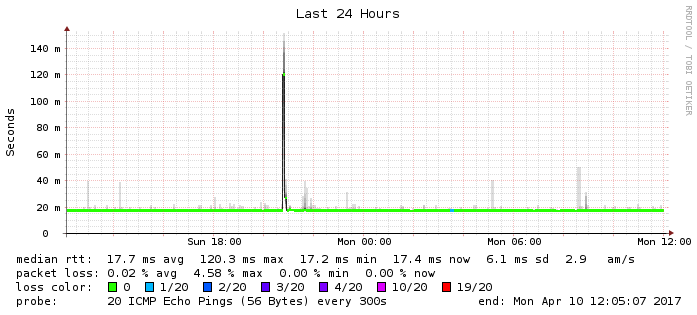 Last 24 Hours
RRDTOOL / TOBI OETIKER
Seconds
140 m
120 m
100 m
80 m
60 m
40 m
20 m
0
Sun 18:00 Mon 00:00 Mon 06:00 Mon 12:00
median rtt: 17.7 ms avg 120.3 ms max 17.2 ms min 17.4 ms now 6.1 ms sd 2.9 am/s
packet loss: 0.02 % avg 4.58 % max 0.00 % min 0.00 % now
loss color: 0 1/20 2/20 3/20 4/20 10/20 19/20
probe: 20 ICMP Echo Pings (56 Bytes) every 300s end: Mon Apr 10 12:05:07 2017